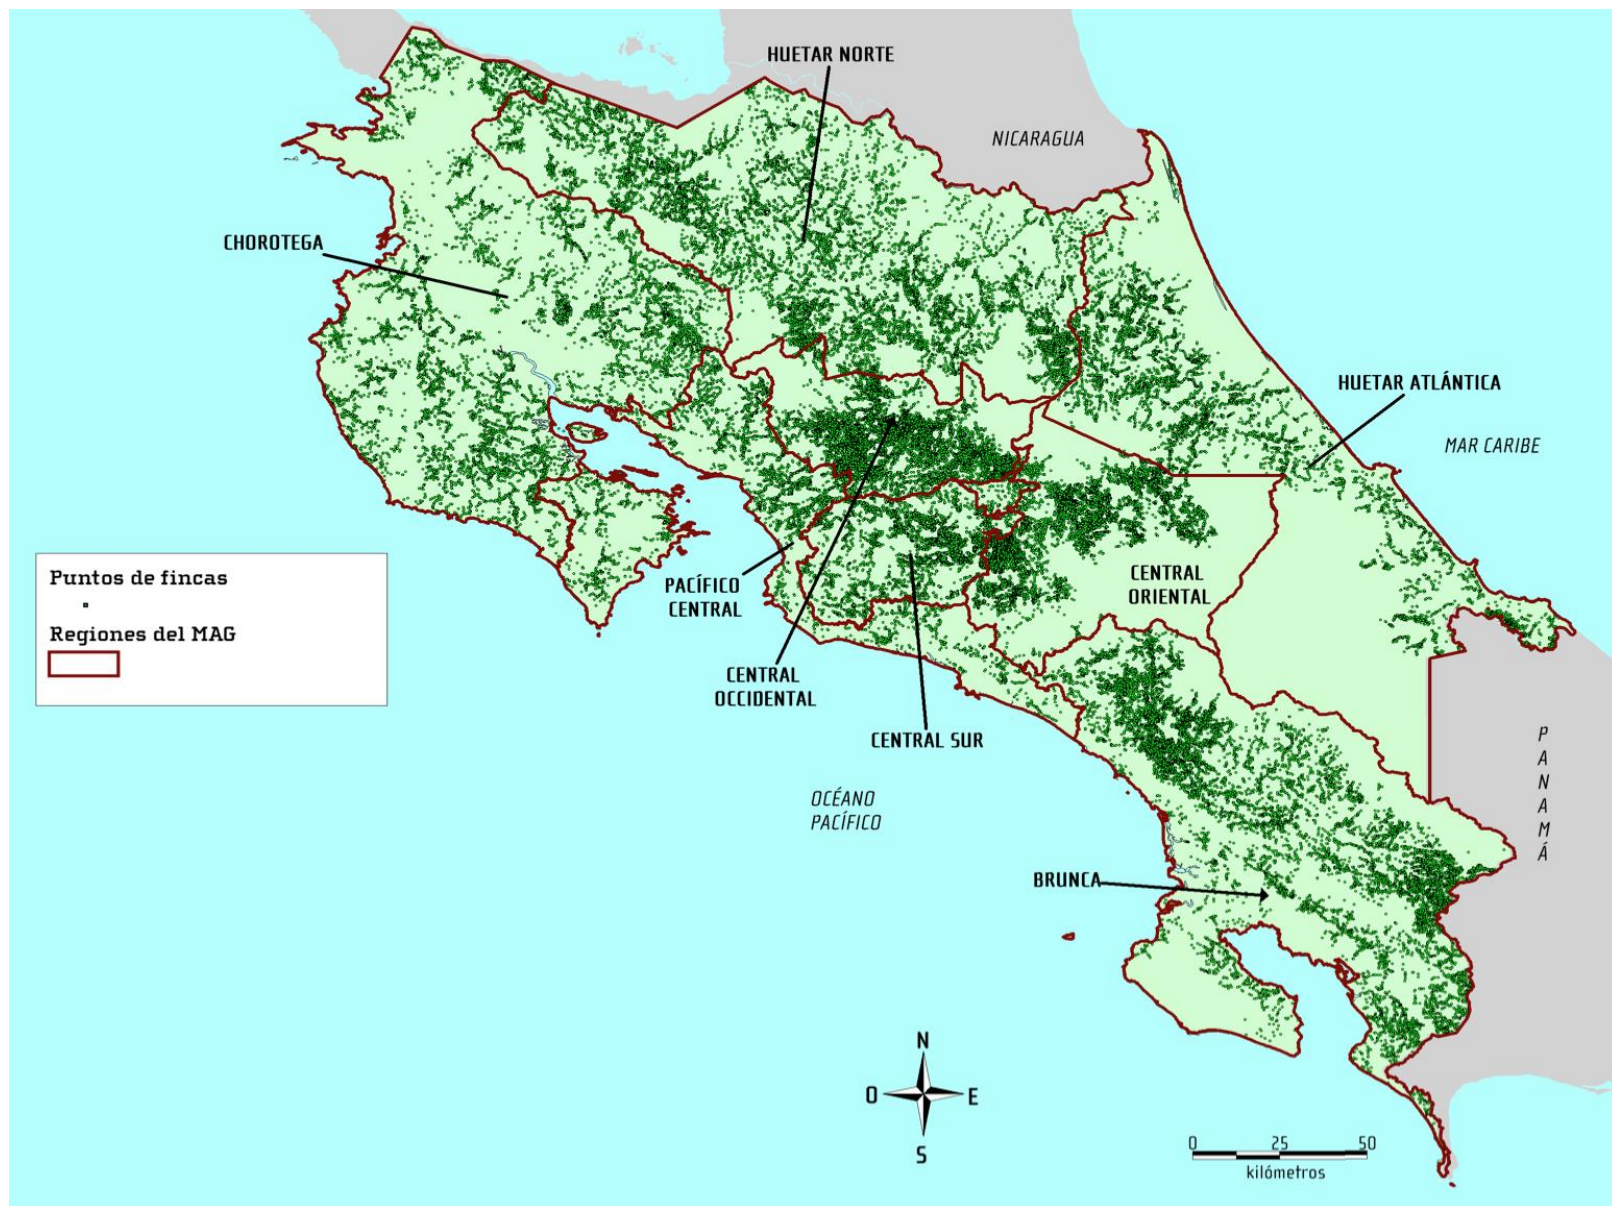 HUETAR NORTE
NICARAGUA
CHOROTEGA
HUETAR ATLÁNTICA
MAR CARIBE
Puntos de fincas
Regiones del MAG
PACÍFICO
CENTRAL
CENTRAL
ORIENTAL
CENTRAL
OCCIDENTAL
CENTRAL SUR
OCÉANO
PACÍFICO
P
A
N
A
M
Á
BRUNCA
N
O
E
S
0 25 50
kilómetros